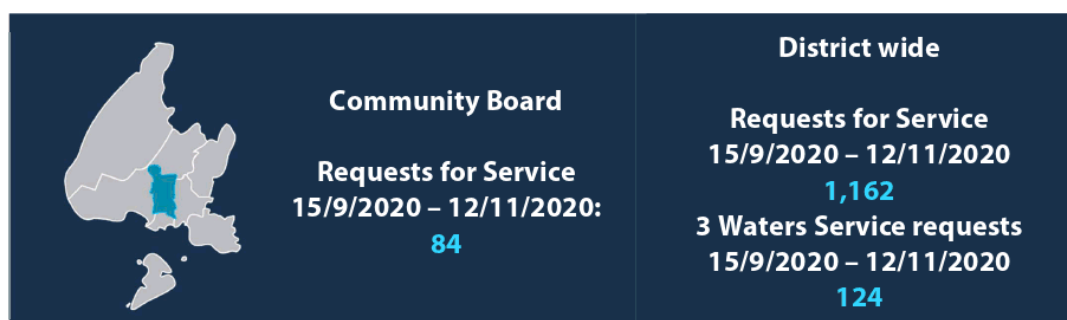 Community Board
Requests for Service
15/9/2020 – 12/11/2020:
84
District wide
Requests for Service
15/9/2020 – 12/11/2020
1,162
3 Waters Service requests
15/9/2020 – 12/11/2020
124